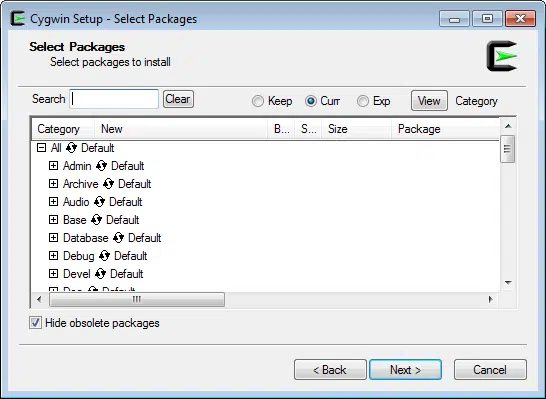 Cygwin Setup - Select Packages
Select Packages
Select packages to install
Search Clear Keep Curr Exp View Category
Category New B... S... Size Package
All Default
Admin Default
Archive Default
Audio Default
Base Default
Database Default
Debug Default
Devel Default
Hide obsolete packages
< Back Next > Cancel